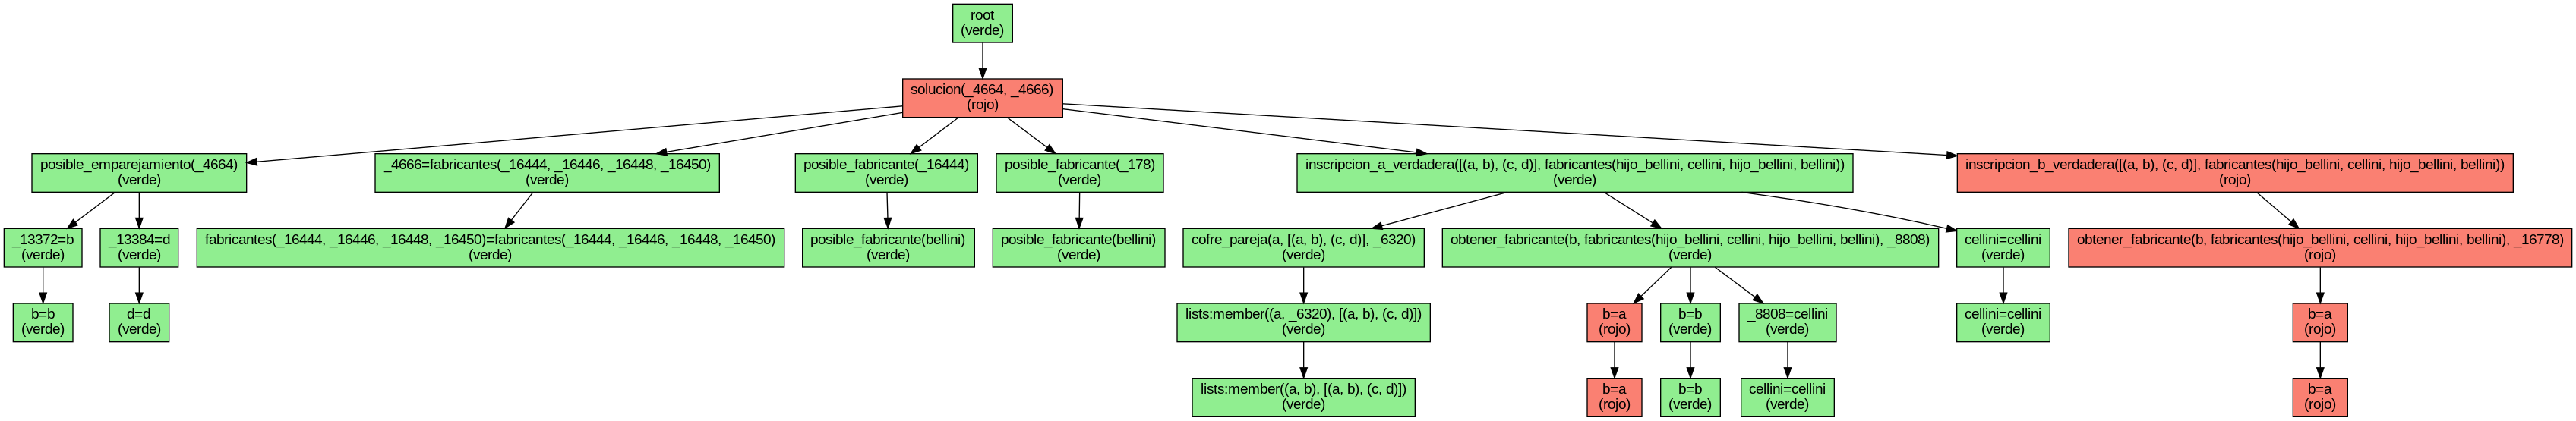 root
(verde)
solucion(_4664, _4666)
(rojo)
posible_emparejamiento(_4664)
(verde)
_4666=fabricantes(_16444, _16446, _16448, _16450)
(verde)
posible_fabricante(_16444)
(verde)
posible_fabricante(_178)
(verde)
inscripcion_a_verdadera([(a, b), (c, d)], fabricantes(hijo_bellini, cellini, hijo_bellini, bellini))
(verde)
inscripcion_b_verdadera([(a, b), (c, d)], fabricantes(hijo_bellini, cellini, hijo_bellini, bellini))
(rojo)
_13372=b
(verde)
_13384=d
(verde)
fabricantes(_16444, _16446, _16448, _16450)=fabricantes(_16444, _16446, _16448, _16450)
(verde)
posible_fabricante(bellini)
(verde)
posible_fabricante(bellini)
(verde)
cofre_pareja(a, [(a, b), (c, d)], _6320)
(verde)
obtener_fabricante(b, fabricantes(hijo_bellini, cellini, hijo_bellini, bellini), _8808)
(verde)
cellini=cellini
(verde)
obtener_fabricante(b, fabricantes(hijo_bellini, cellini, hijo_bellini, bellini), _16778)
(rojo)
b=b
(verde)
d=d
(verde)
lists:member((a, _6320), [(a, b), (c, d)])
(verde)
b=a
(rojo)
b=b
(verde)
_8808=cellini
(verde)
cellini=cellini
(verde)
b=a
(rojo)
lists:member((a, b), [(a, b), (c, d)])
(verde)
b=a
(rojo)
b=b
(verde)
cellini=cellini
(verde)
b=a
(rojo)